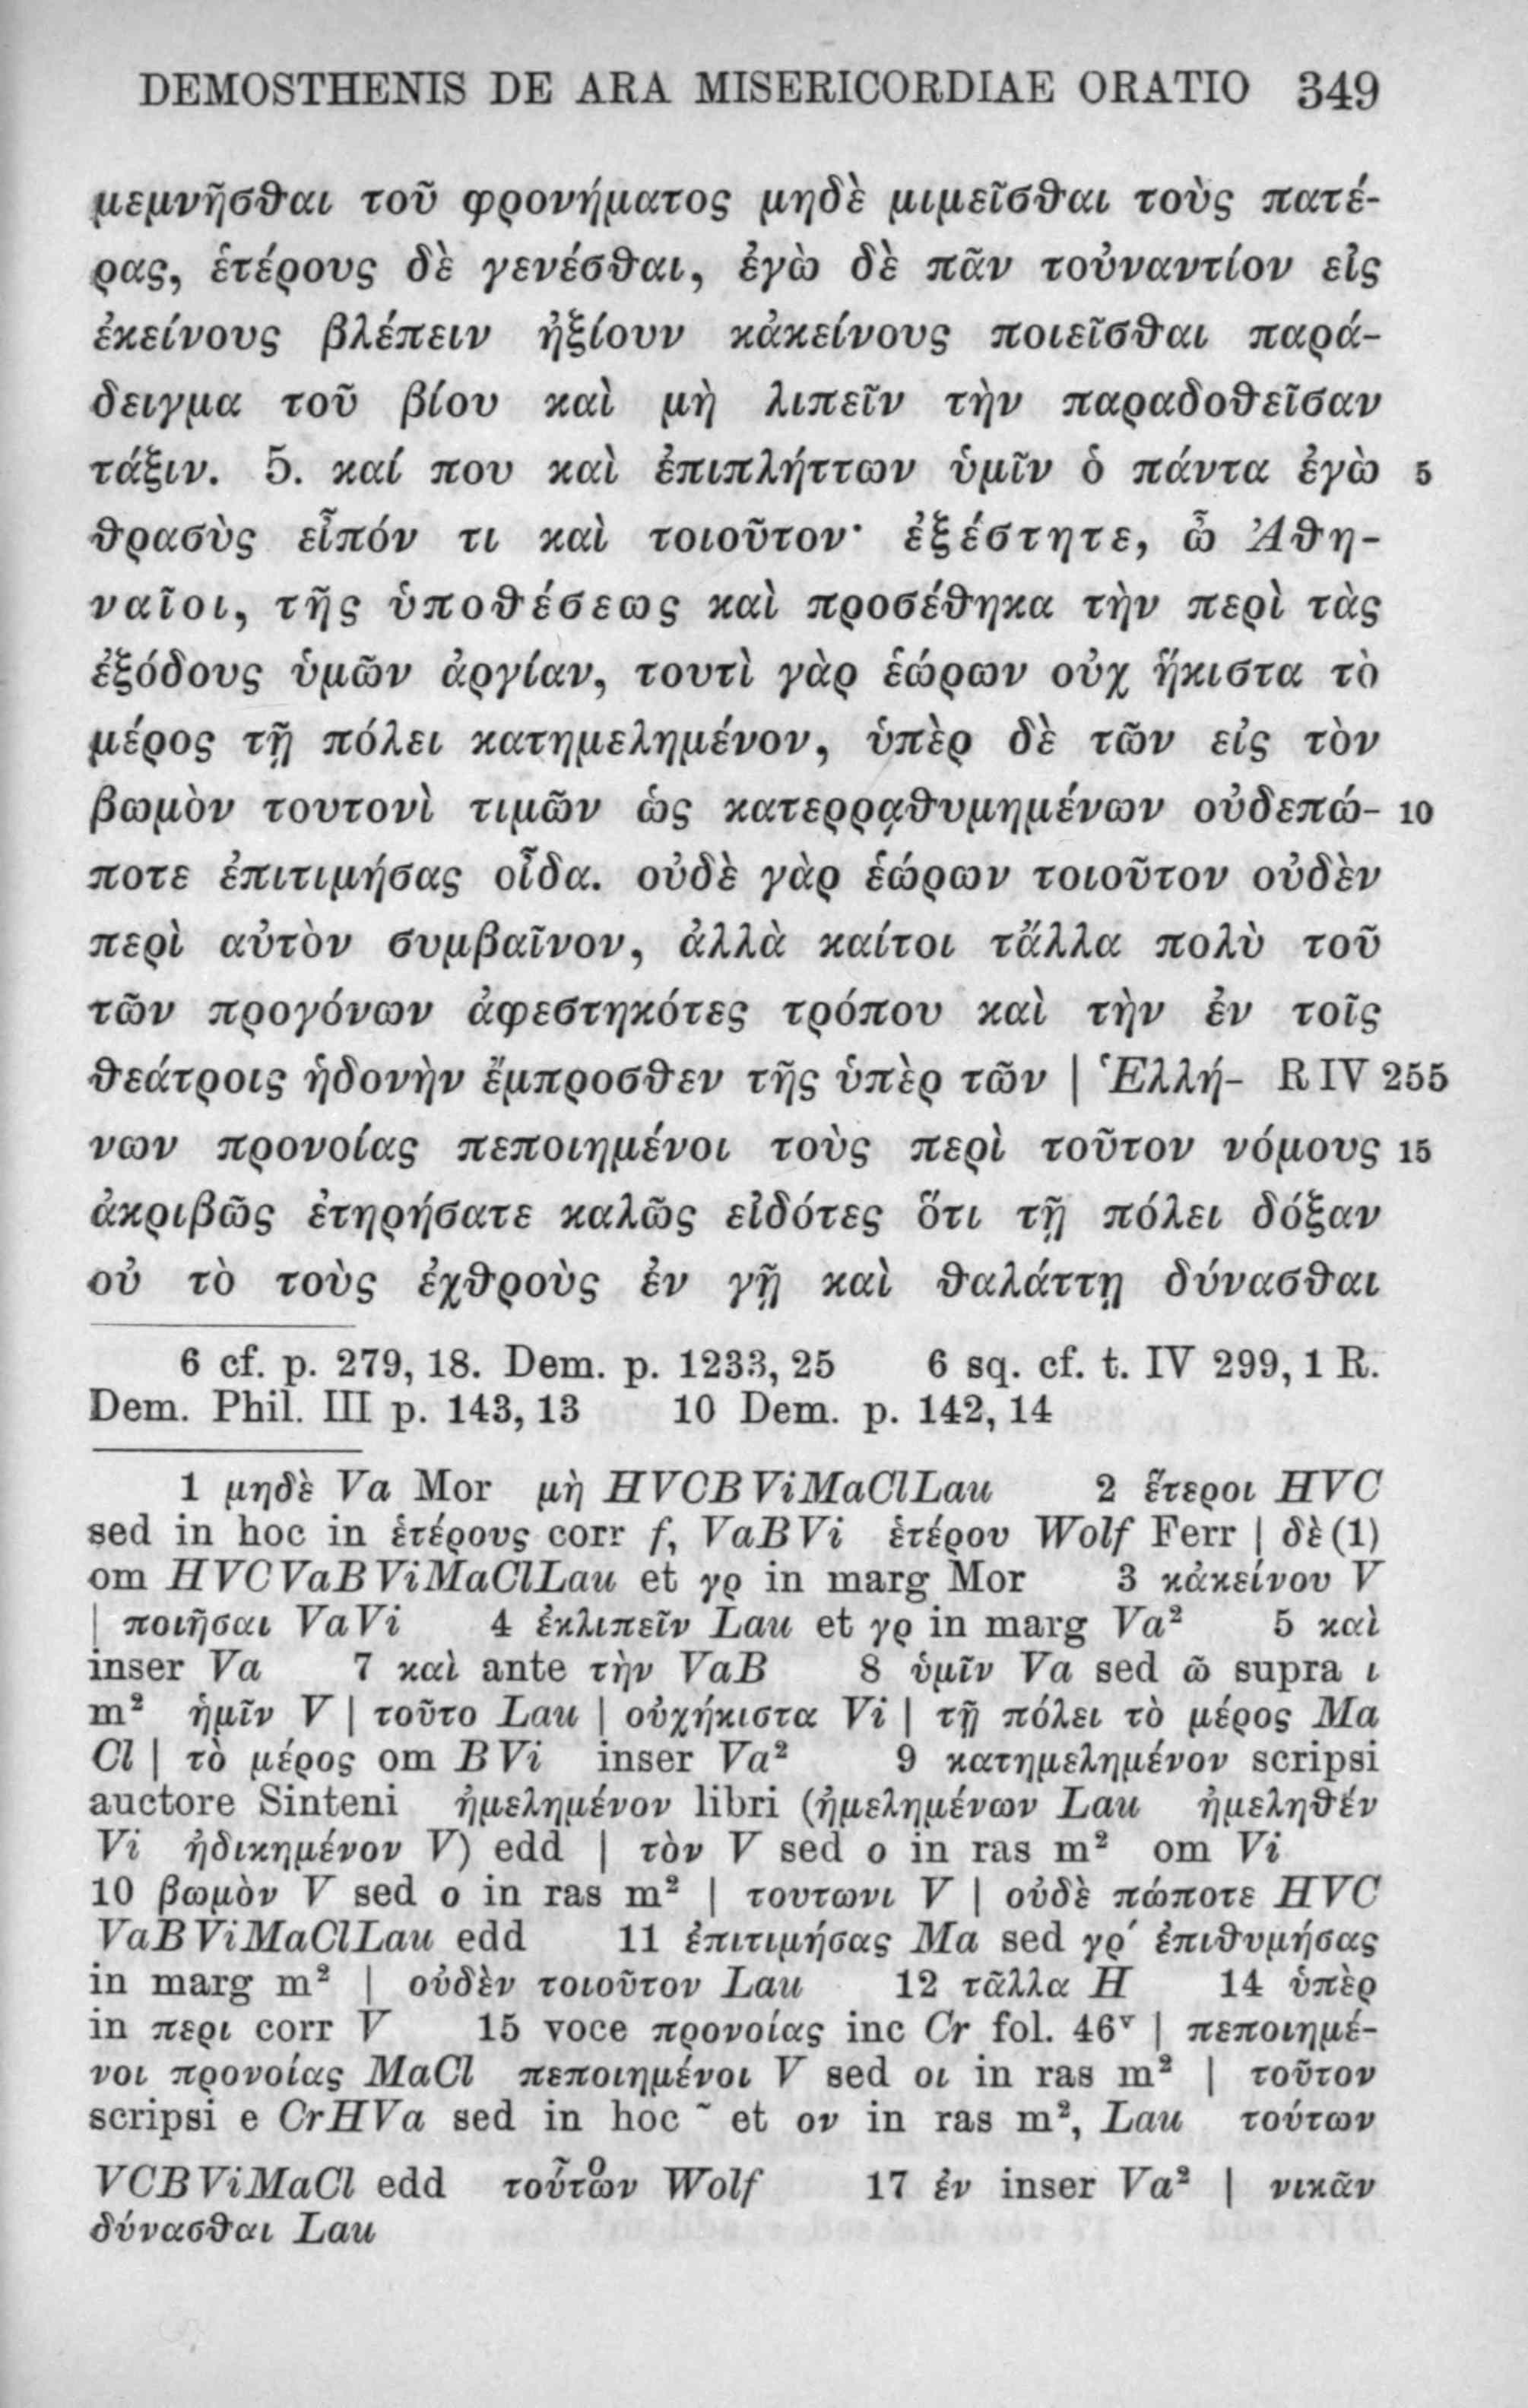 DEMOSTHENIS DE ARA MISERICORDIAE ORATIO 349
μεμνῆσθαι τοῦ φρονήματος μηδὲ μιμεῖσθαι τοὺς πατέ-
ρας, ἑτέρους δὲ γενέσθαι, ἐγὼ δὲ πᾶν τοὐναντίον εἰς
ἐκείνους βλέπειν ἠξίουν κἀκείνους ποιεῖσθαι παρά-
δειγμα τοῦ βίου καὶ μὴ λιπεῖν τὴν παραδοθεῖσαν
τάξιν. 5. καί που καὶ ἐπιπλήττων ὑμῖν ὁ πάντα ἐγὼ 5
θρασὺς εἶπόν τι καὶ τοιοῦτον· ἐξέστητε, ὦ Ἀθη-
ναῖοι, τῆς ὑποθέσεως καὶ προσέθηκα τὴν περὶ τὰς
ἐξόδους ὑμῶν ἀργίαν, τουτὶ γὰρ ἑώρων οὐχ ἥκιστα τὸ
μέρος τῇ πόλει κατημελημένον, ὑπὲρ δὲ τῶν εἰς τὸν
βωμὸν τουτονὶ τιμῶν ὡς κατερρᾳθυμημένων οὐδεπώ- 10
ποτε ἐπιτιμήσας οἶδα. οὐδὲ γὰρ ἑώρων τοιοῦτον οὐδὲν
περὶ αὐτὸν συμβαῖνον, ἀλλὰ καίτοι τἄλλα πολὺ τοῦ
τῶν προγόνων ἀφεστηκότες τρόπου καὶ τὴν ἐν τοῖς
θεάτροις ἡδονὴν ἔμπροσθεν τῆς ὑπὲρ τῶν | Ἑλλή- R IV 255
νων προνοίας πεποιημένοι τοὺς περὶ τοῦτον νόμους 15
ἀκριβῶς ἐτηρήσατε καλῶς εἰδότες ὅτι τῇ πόλει δόξαν
οὐ τὸ τοὺς ἐχθροὺς ἐν γῇ καὶ θαλάττῃ δύνασθαι
6 cf. p. 279, 18. Dem. p. 1233, 25 6 sq. cf. t. IV 299, 1 R.
Dem. Phil. III p. 143, 13 10 Dem. p. 142, 14
1 μηδὲ Va Mor μὴ HVCBViMaClLau 2 ἕτεροι HVC
sed in hoc in ἑτέρους corr f, VaBVi ἑτέρου Wolf Ferr | δὲ (1)
om HVCVaBViMaClLau et γρ in marg Mor 3 κἀκείνου V
| ποιῆσαι VaVi 4 ἐκλιπεῖν Lau et γρ in marg Va² 5 καὶ
inser Va 7 καὶ ante τὴν VaB 8 ὑμῖν Va sed ῶ supra ι
m² ἡμῖν V | τοῦτο Lau | οὐχήκιστα Vi | τῇ πόλει τὸ μέρος Ma
Cl | τὸ μέρος om BVi inser Va² 9 κατημελημένον scripsi
auctore Sinteni ἠμελημένον libri (ἠμελημένων Lau ἠμεληθέν
Vi ἠδικημένον V) edd | τὸν V sed ο in ras m² om Vi
10 βωμὸν V sed ο in ras m² | τουτωνι V | οὐδὲ πώποτε HVC
VaBViMaClLau edd 11 ἐπιτιμήσας Ma sed γρ´ ἐπιθυμήσας
in marg m² | οὐδὲν τοιοῦτον Lau 12 τἆλλα H 14 ὑπὲρ
in περι corr V 15 voce προνοίας inc Cr fol. 46ᵛ | πεποιημέ-
νοι προνοίας MaCl πεποιημένοι V sed οι in ras m² | τοῦτον
scripsi e CrHVa sed in hoc ῀ et ον in ras m², Lau τούτων
VCBViMaCl edd τούτων Wolf 17 ἐν inser Va² | νικᾶν
δύνασθαι Lau